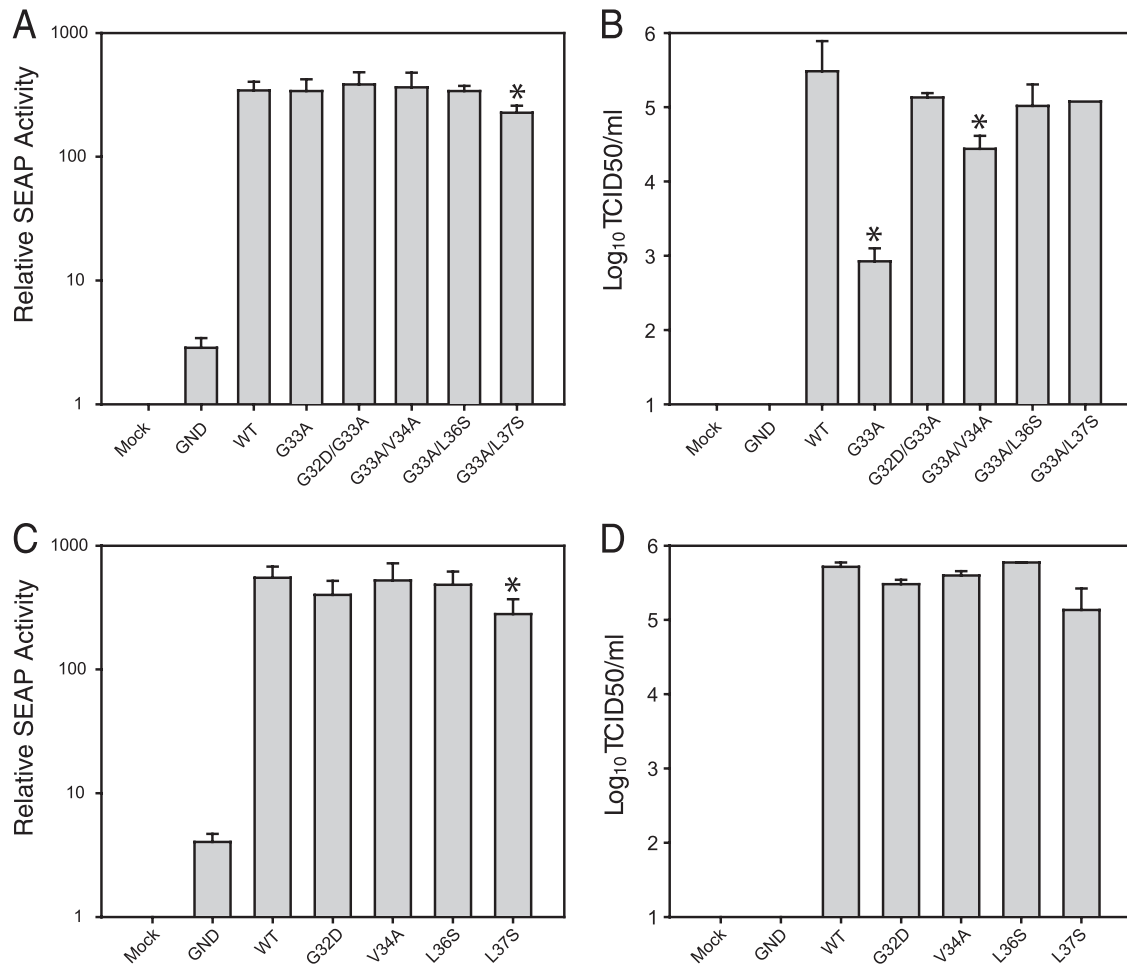 A
1000
100
10
1
Relative SEAP Activity
*
Mock
GND
WT
G33A
G32D/G33A
G33A/V34A
G33A/L36S
G33A/L37S
B
6
5
4
3
2
1
Log10 TCID50/ml
*
*
Mock
GND
WT
G33A
G32D/G33A
G33A/V34A
G33A/L36S
G33A/L37S
C
1000
100
10
1
Relative SEAP Activity
*
Mock
GND
WT
G32D
V34A
L36S
L37S
D
6
5
4
3
2
1
Log10 TCID50/ml
Mock
GND
WT
G32D
V34A
L36S
L37S